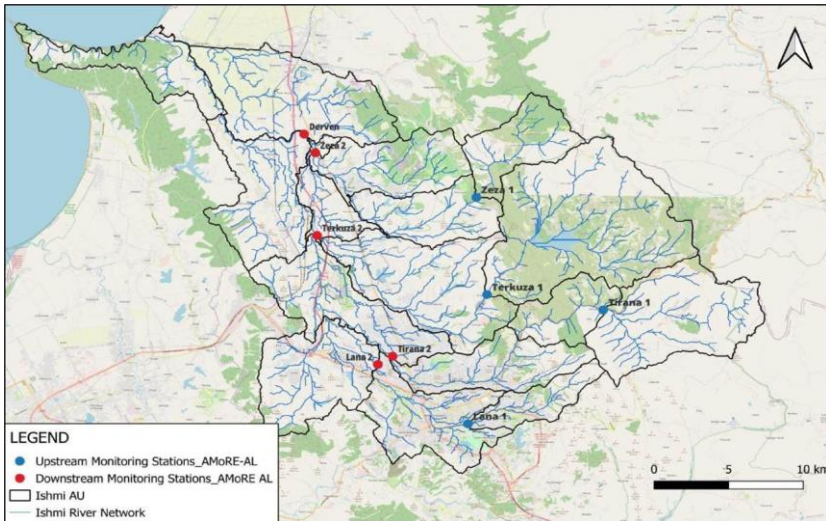 Derven
Zeza 2
Zeza 1
Terkuza 2
Terkuza 1
Tirana 1
Tirana 2
Lana 2
Lana 1
LEGEND
Upstream Monitoring Stations_AMoRE-AL
Downstream Monitoring Stations_AMoRE AL
Ishmi AU
Ishmi River Network
0 5 10 km